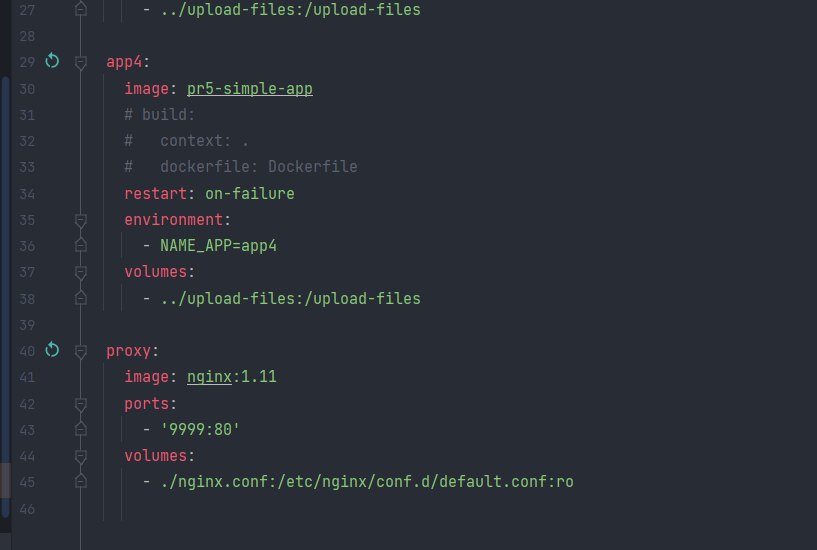 27 - ../upload-files:/upload-files
28
29 app4:
30 image: pr5-simple-app
31 # build:
32 #   context: .
33 #   dockerfile: Dockerfile
34 restart: on-failure
35 environment:
36 - NAME_APP=app4
37 volumes:
38 - ../upload-files:/upload-files
39
40 proxy:
41 image: nginx:1.11
42 ports:
43 - '9999:80'
44 volumes:
45 - ./nginx.conf:/etc/nginx/conf.d/default.conf:ro
46